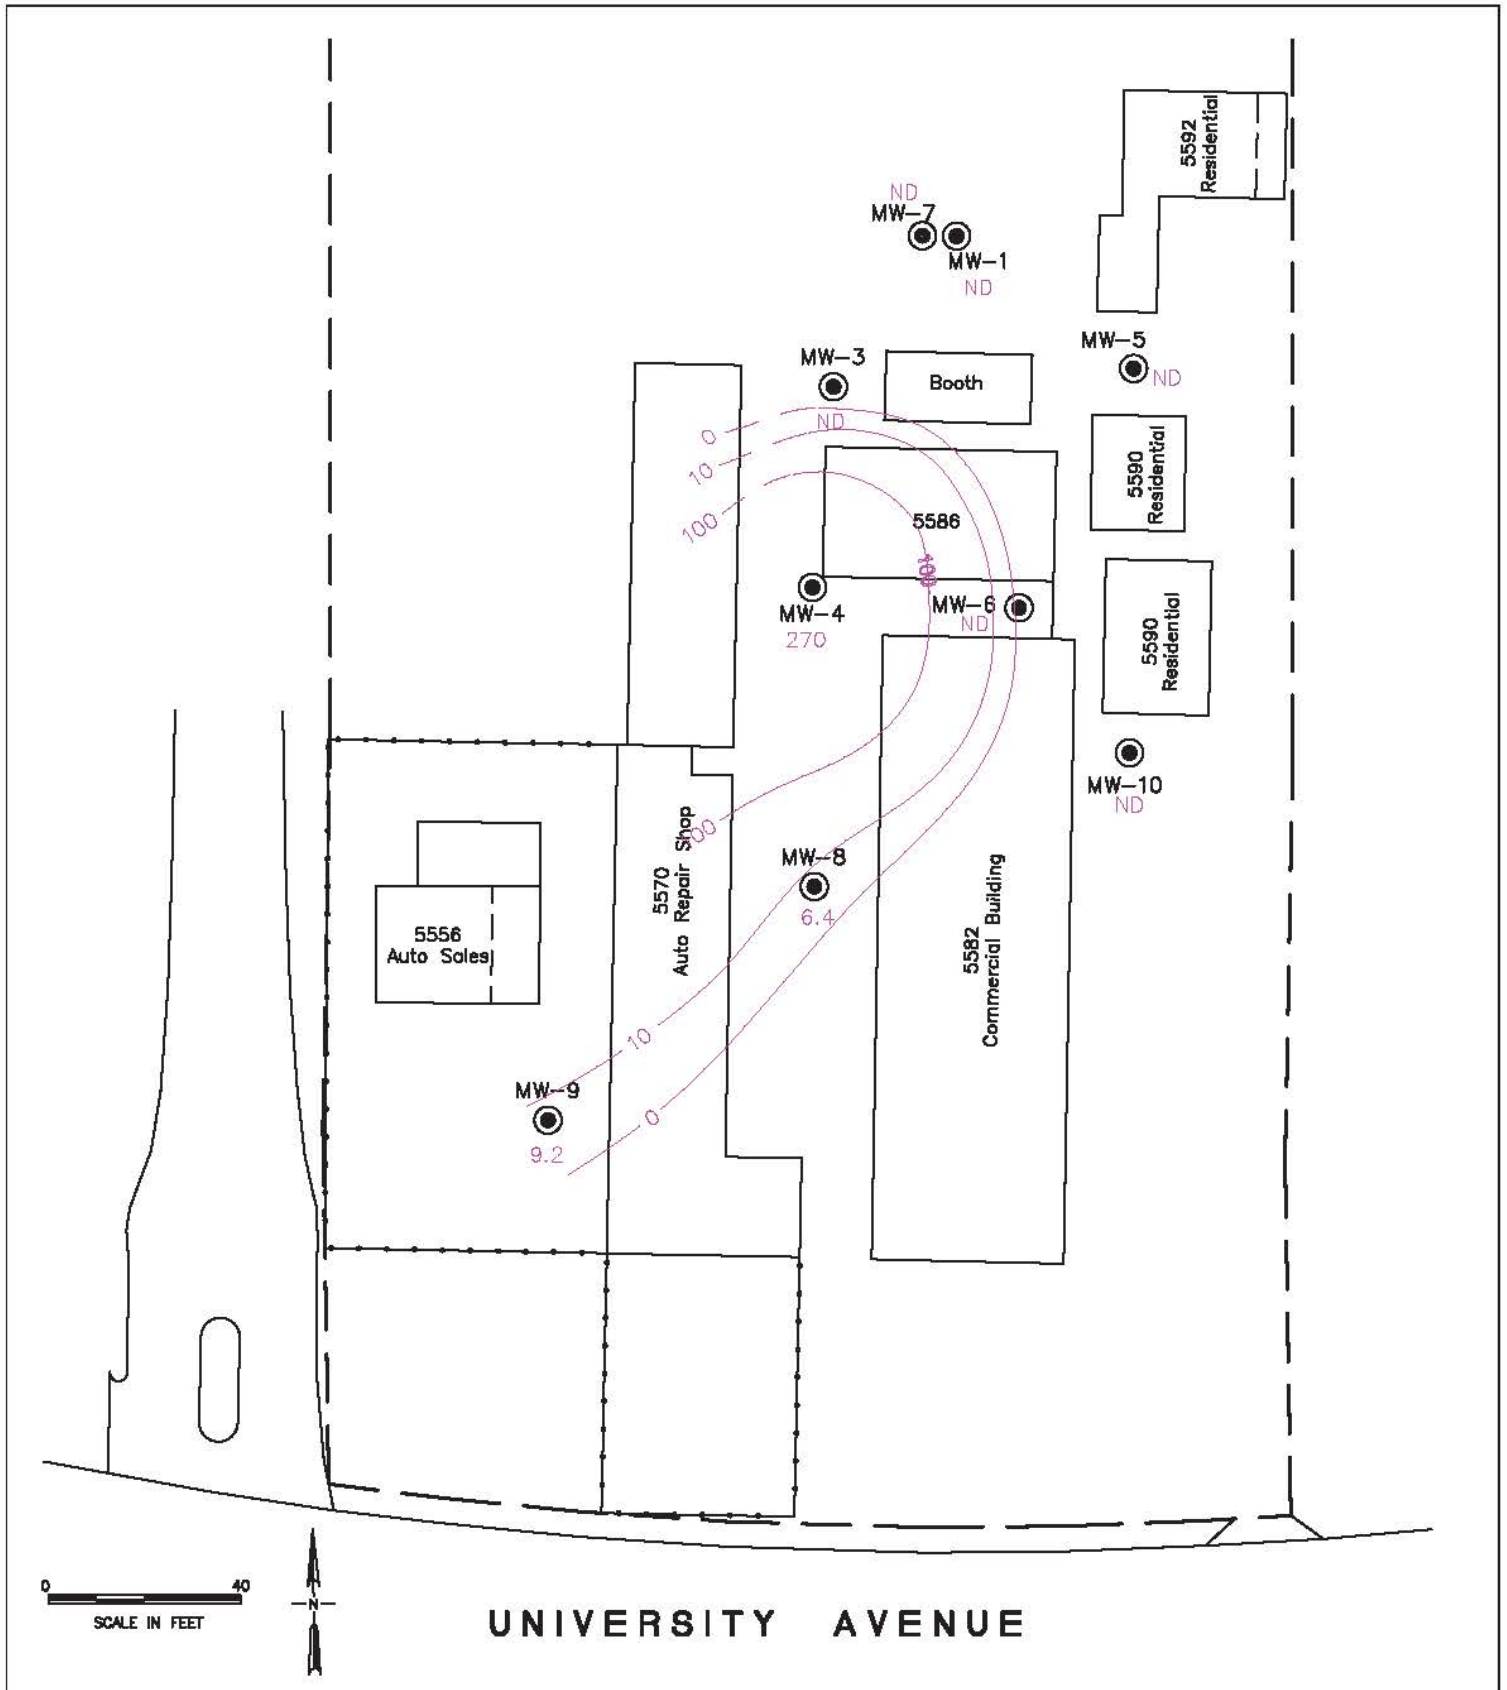 5592
Residential
ND
MW-7
MW-1
ND
MW-5
ND
MW-3
ND
Booth
0
10
100
5590
Residential
5586
100
MW-4
270
MW-6
ND
5590
Residential
MW-10
ND
100
5570
Auto Repair Shop
MW-8
6.4
5556
Auto Sales
5582
Commercial Building
10
MW-9
9.2
0
0 40
SCALE IN FEET
N
UNIVERSITY AVENUE